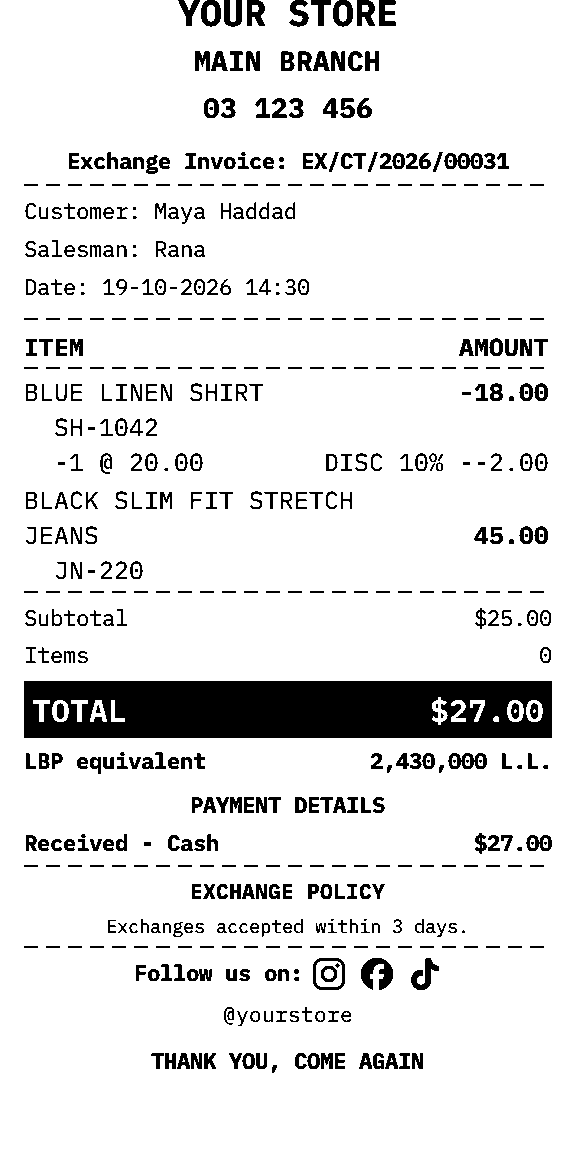 YOUR STORE
MAIN BRANCH
03 123 456
Exchange Invoice: EX/CT/2026/00031
Customer: Maya Haddad
Salesman: Rana
Date: 19-10-2026 14:30
ITEM AMOUNT
BLUE LINEN SHIRT -18.00
SH-1042
-1 @ 20.00 DISC 10% --2.00
BLACK SLIM FIT STRETCH
JEANS 45.00
JN-220
Subtotal $25.00
Items 0
TOTAL $27.00
LBP equivalent 2,430,000 L.L.
PAYMENT DETAILS
Received - Cash $27.00
EXCHANGE POLICY
Exchanges accepted within 3 days.
Follow us on:
@yourstore
THANK YOU, COME AGAIN